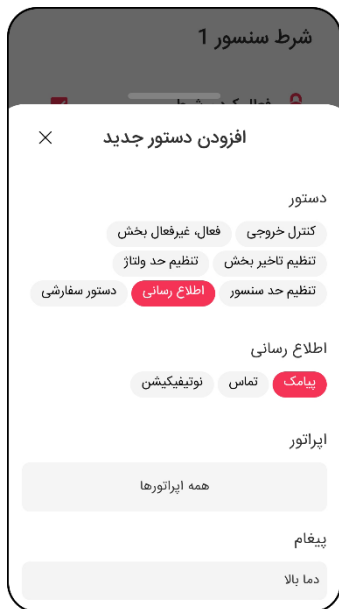 شرط سنسور 1
افزودن دستور جدید
دستور
کنترل خروجی فعال، غیرفعال بخش
تنظیم تاخیر بخش تنظیم حد ولتاژ
تنظیم حد سنسور اطلاع رسانی دستور سفارشی
اطلاع رسانی
پیامک تماس نوتیفیکیشن
اپراتور
همه اپراتورها
پیغام
دما بالا